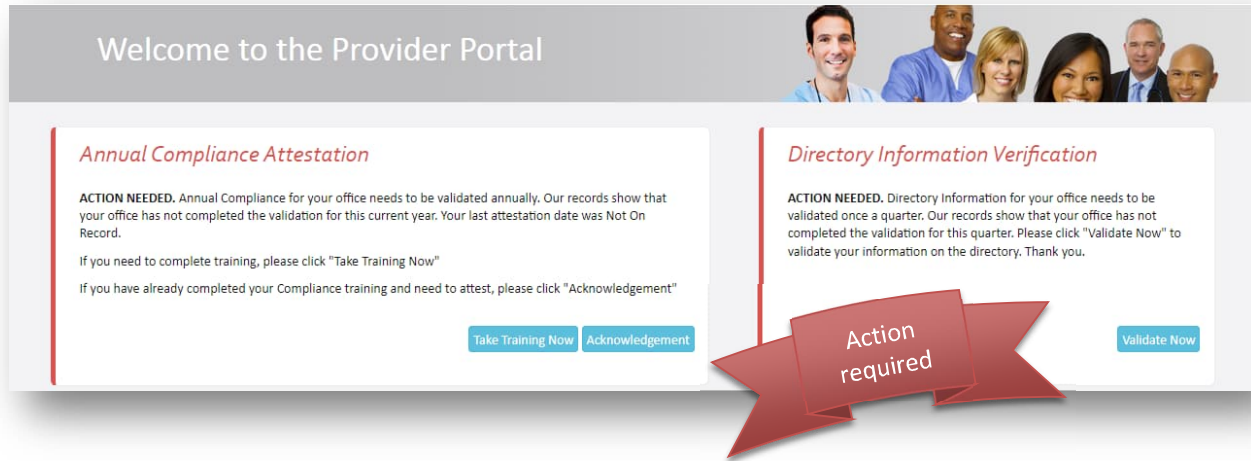 Welcome to the Provider Portal
Annual Compliance Attestation
ACTION NEEDED. Annual Compliance for your office needs to be validated annually. Our records show that
your office has not completed the validation for this current year. Your last attestation date was Not On
Record.
If you need to complete training, please click "Take Training Now"
If you have already completed your Compliance training and need to attest, please click "Acknowledgement"
Take Training Now
Acknowledgement
Directory Information Verification
ACTION NEEDED. Directory Information for your office needs to be
validated once a quarter. Our records show that your office has not
completed the validation for this quarter. Please click "Validate Now" to
validate your information on the directory. Thank you.
Validate Now
Action
required